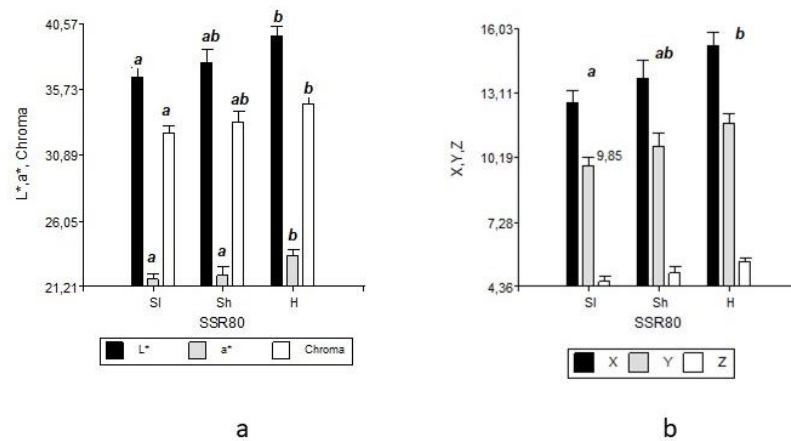 40,57
35,73
30,89
26,05
21,21
L*,a*, Chroma
a
a
a
ab
ab
a
b
b
b
Sl
Sh
H
SSR80
L*
a*
Chroma
a
16,03
13,11
10,19
7,28
4,36
X,Y,Z
a
9,85
ab
b
Sl
Sh
H
SSR80
X
Y
Z
b